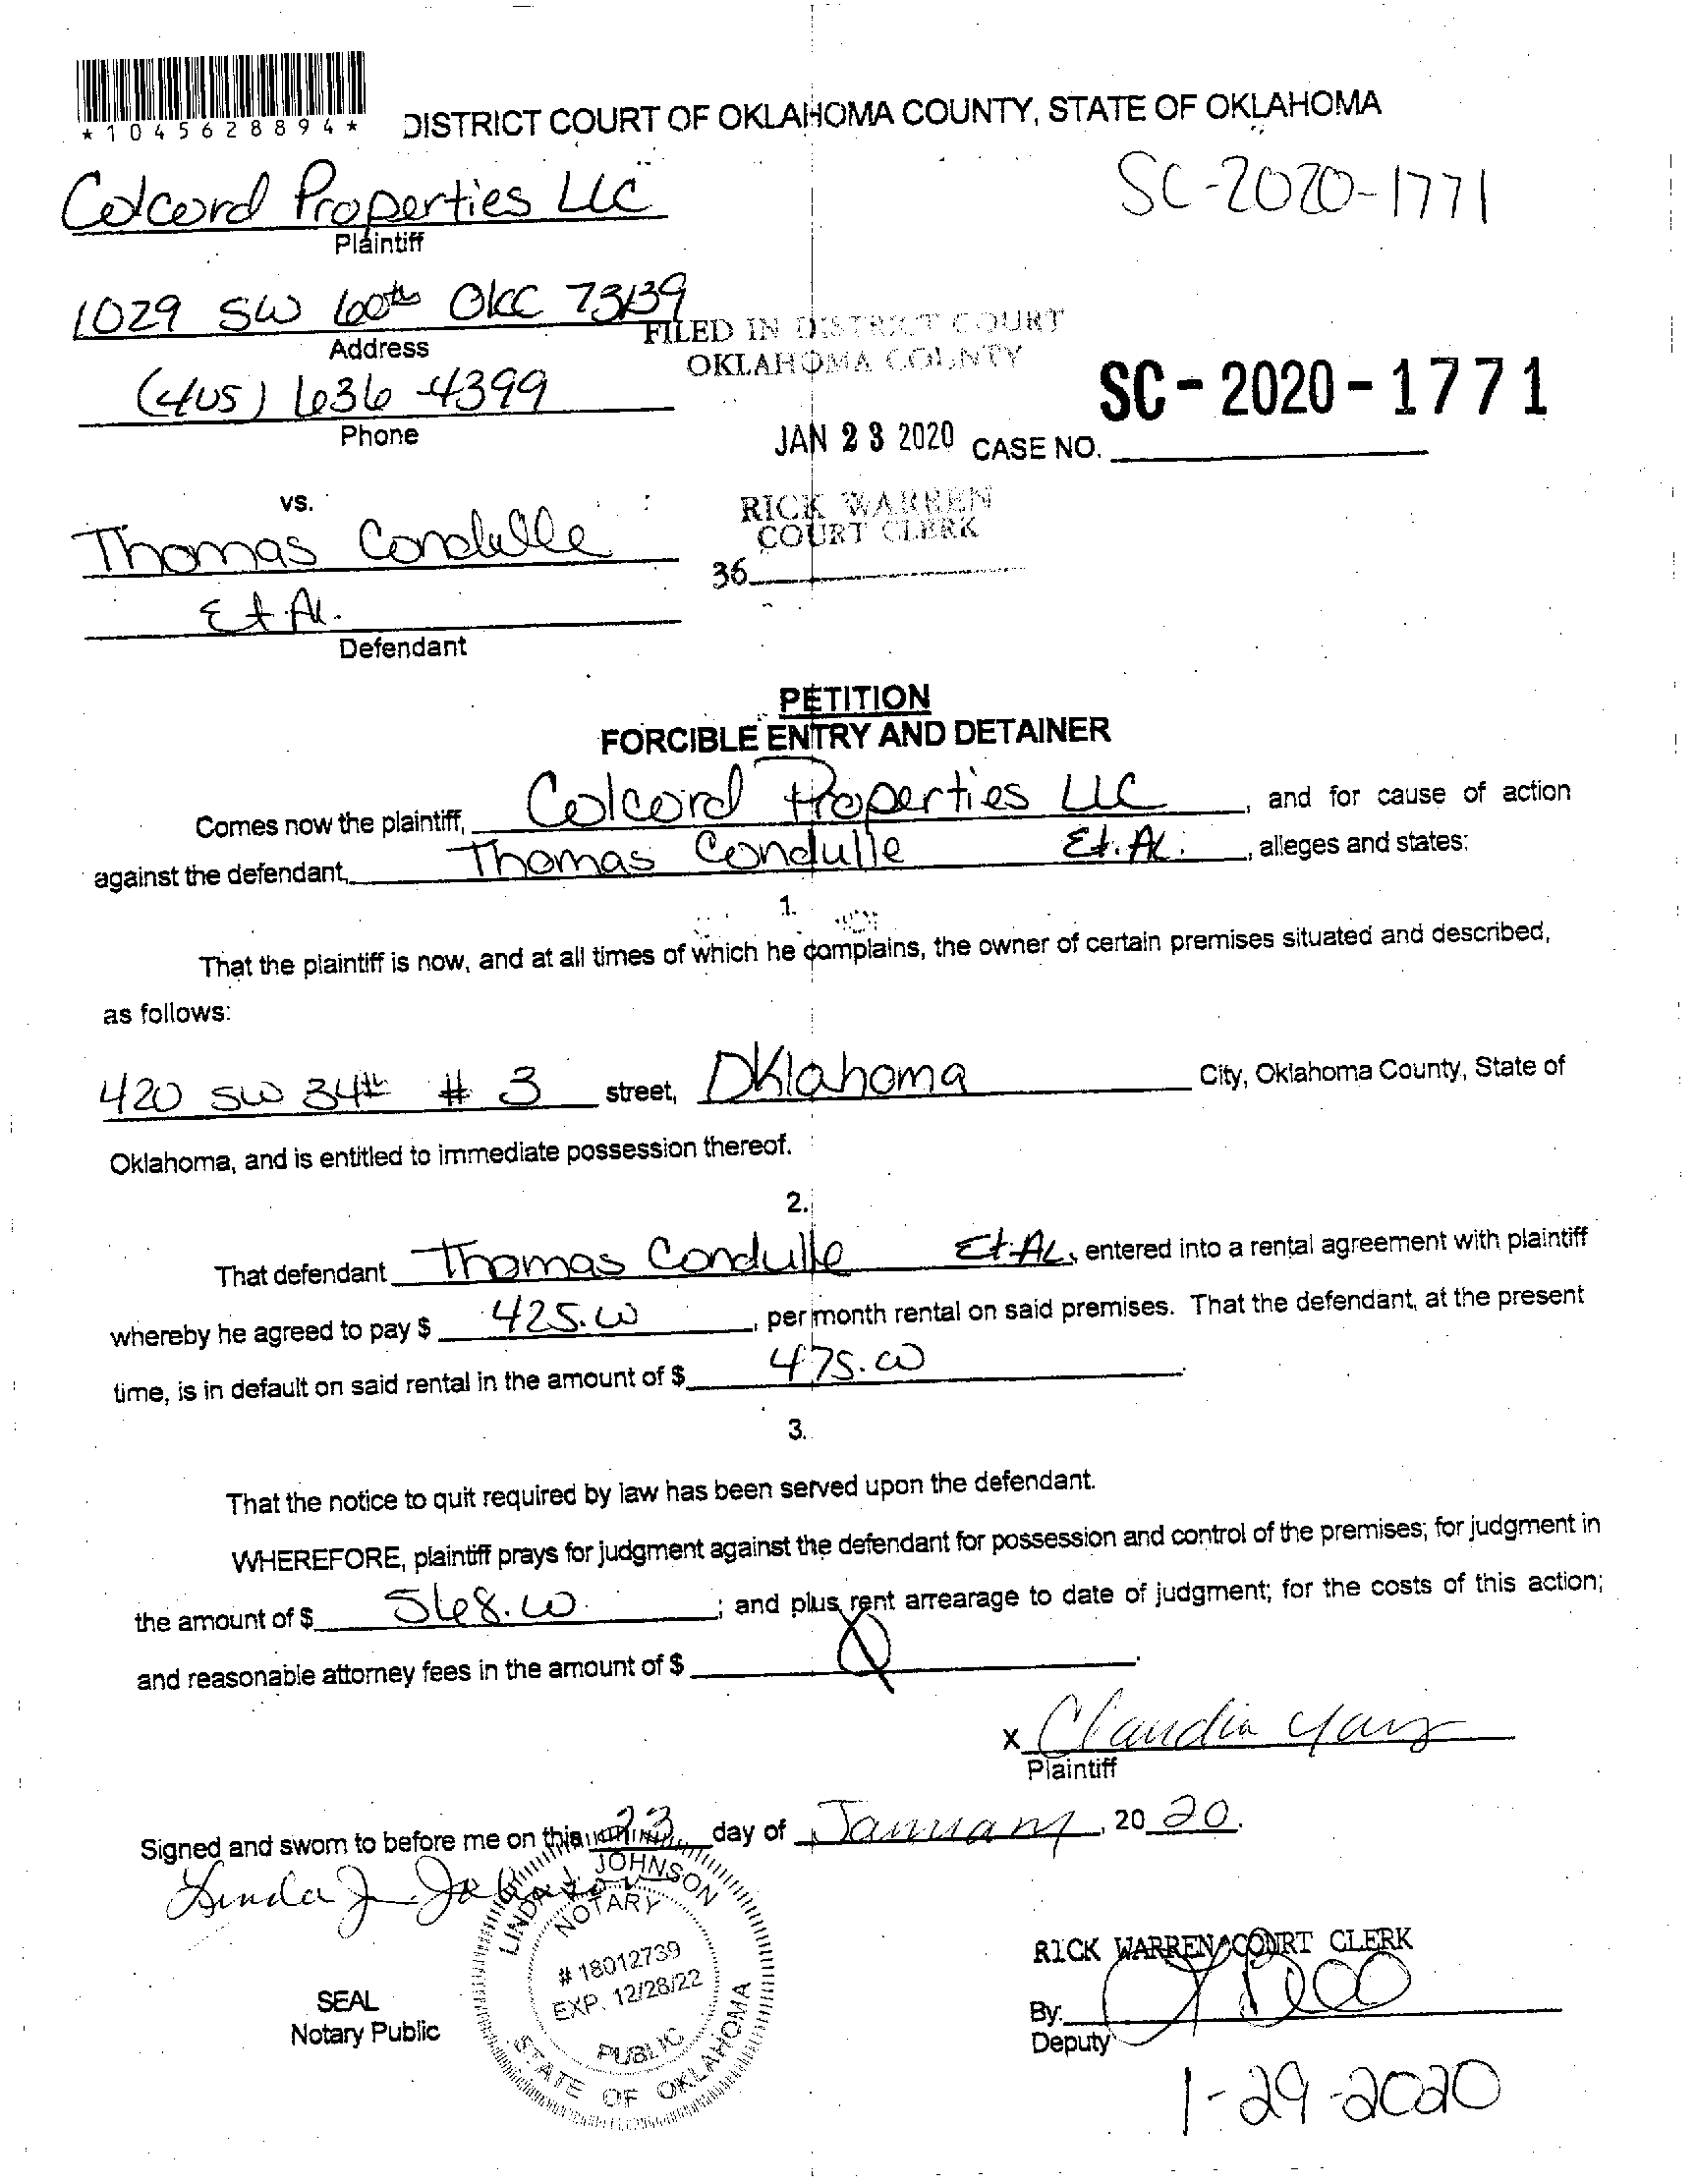 *1045628894*
DISTRICT COURT OF OKLAHOMA COUNTY, STATE OF OKLAHOMA
Colcord Properties LLC
SC-2020-1771
Plaintiff
1029 SW 60th OKC 73139
Address
FILED IN DISTRICT COURT
OKLAHOMA COUNTY
(405) 636-4399
Phone
SC-2020-1771
JAN 23 2020
CASE NO.
vs.
RICK WARREN
COURT CLERK
Thomas Condulle
36
Et Al.
Defendant
PETITION
FORCIBLE ENTRY AND DETAINER
Comes now the plaintiff, Colcord Properties LLC, and for cause of action
against the defendant, Thomas Condulle Et. Al., alleges and states:
1.
That the plaintiff is now, and at all times of which he complains, the owner of certain premises situated and described,
as follows:
420 SW 34th # 3 street, Oklahoma City, Oklahoma County, State of
Oklahoma, and is entitled to immediate possession thereof.
2.
That defendant Thomas Condulle Et. AL, entered into a rental agreement with plaintiff
whereby he agreed to pay $ 425.00, per month rental on said premises. That the defendant, at the present
time, is in default on said rental in the amount of $ 475.00.
3.
That the notice to quit required by law has been served upon the defendant.
WHEREFORE, plaintiff prays for judgment against the defendant for possession and control of the premises; for judgment in
the amount of $ 568.00; and plus rent arrearage to date of judgment; for the costs of this action;
and reasonable attorney fees in the amount of $
x Claudia
Plaintiff
Signed and sworn to before me on this 23 day of January, 20 20.
Linda J. Johnson
LINDA J. JOHNSON
NOTARY
# 18012739
EXP. 12/28/22
PUBLIC
STATE OF OKLAHOMA
SEAL
Notary Public
RICK WARREN COURT CLERK
By:
Deputy
1-29-2020